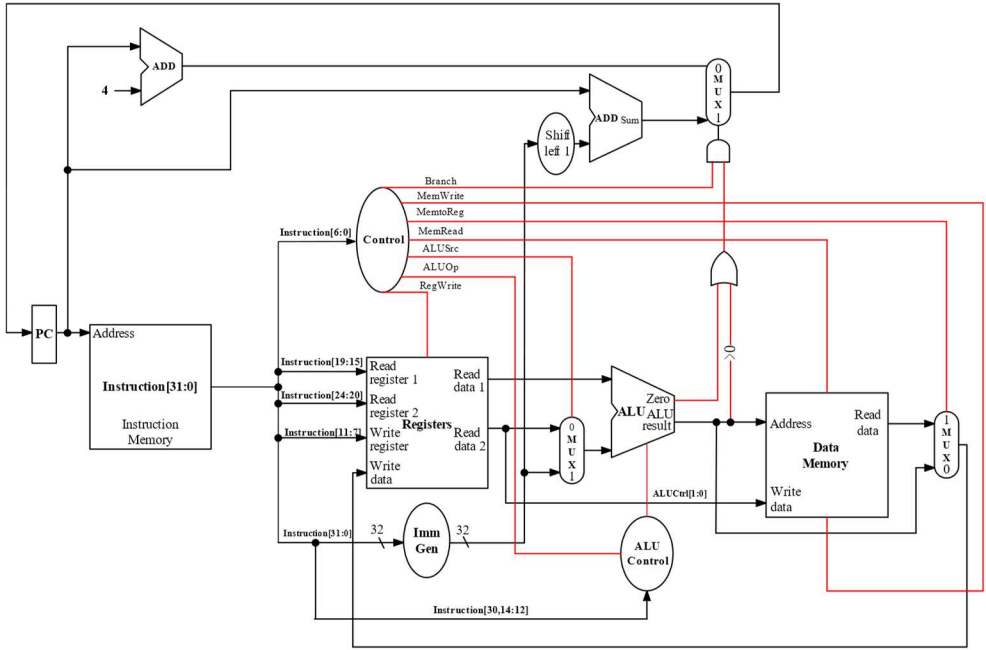 ADD
4
0
M
U
X
1
ADD Sum
Shift
left 1
Branch
MemWrite
MemtoReg
MemRead
ALUSrc
ALUOp
RegWrite
Instruction[6:0]
Control
PC
Address
Instruction[31:0]
Instruction
Memory
Instruction[19:15]
Instruction[24:20]
Instruction[11:7]
Read
register 1
Read
register 2
Write
register
Write
data
Registers
Read
data 1
Read
data 2
0
M
U
X
1
ALU
Zero
ALU
result
<0
Address
Read
data
Data
Memory
Write
data
1
M
U
X
0
ALUCtrl[1:0]
Instruction[31:0]
32
Imm
Gen
32
ALU
Control
Instruction[30,14:12]